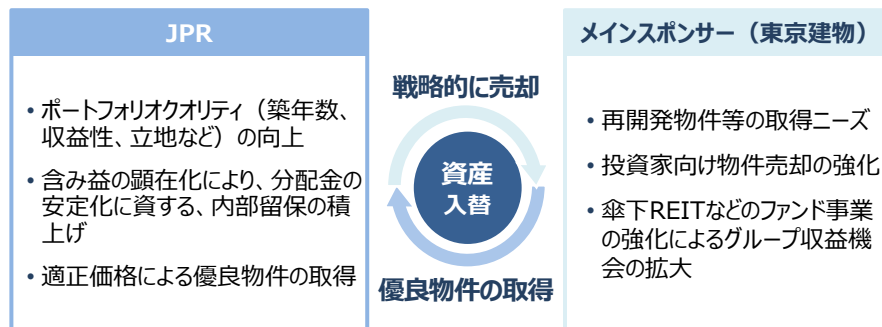 JPR
・ポートフォリオクオリティ（築年数、
収益性、立地など）の向上
・含み益の顕在化により、分配金の
安定化に資する、内部留保の積
上げ
・適正価格による優良物件の取得
戦略的に売却
資産
入替
優良物件の取得
メインスポンサー（東京建物）
・再開発物件等の取得ニーズ
・投資家向け物件売却の強化
・傘下REITなどのファンド事業
の強化によるグループ収益機
会の拡大